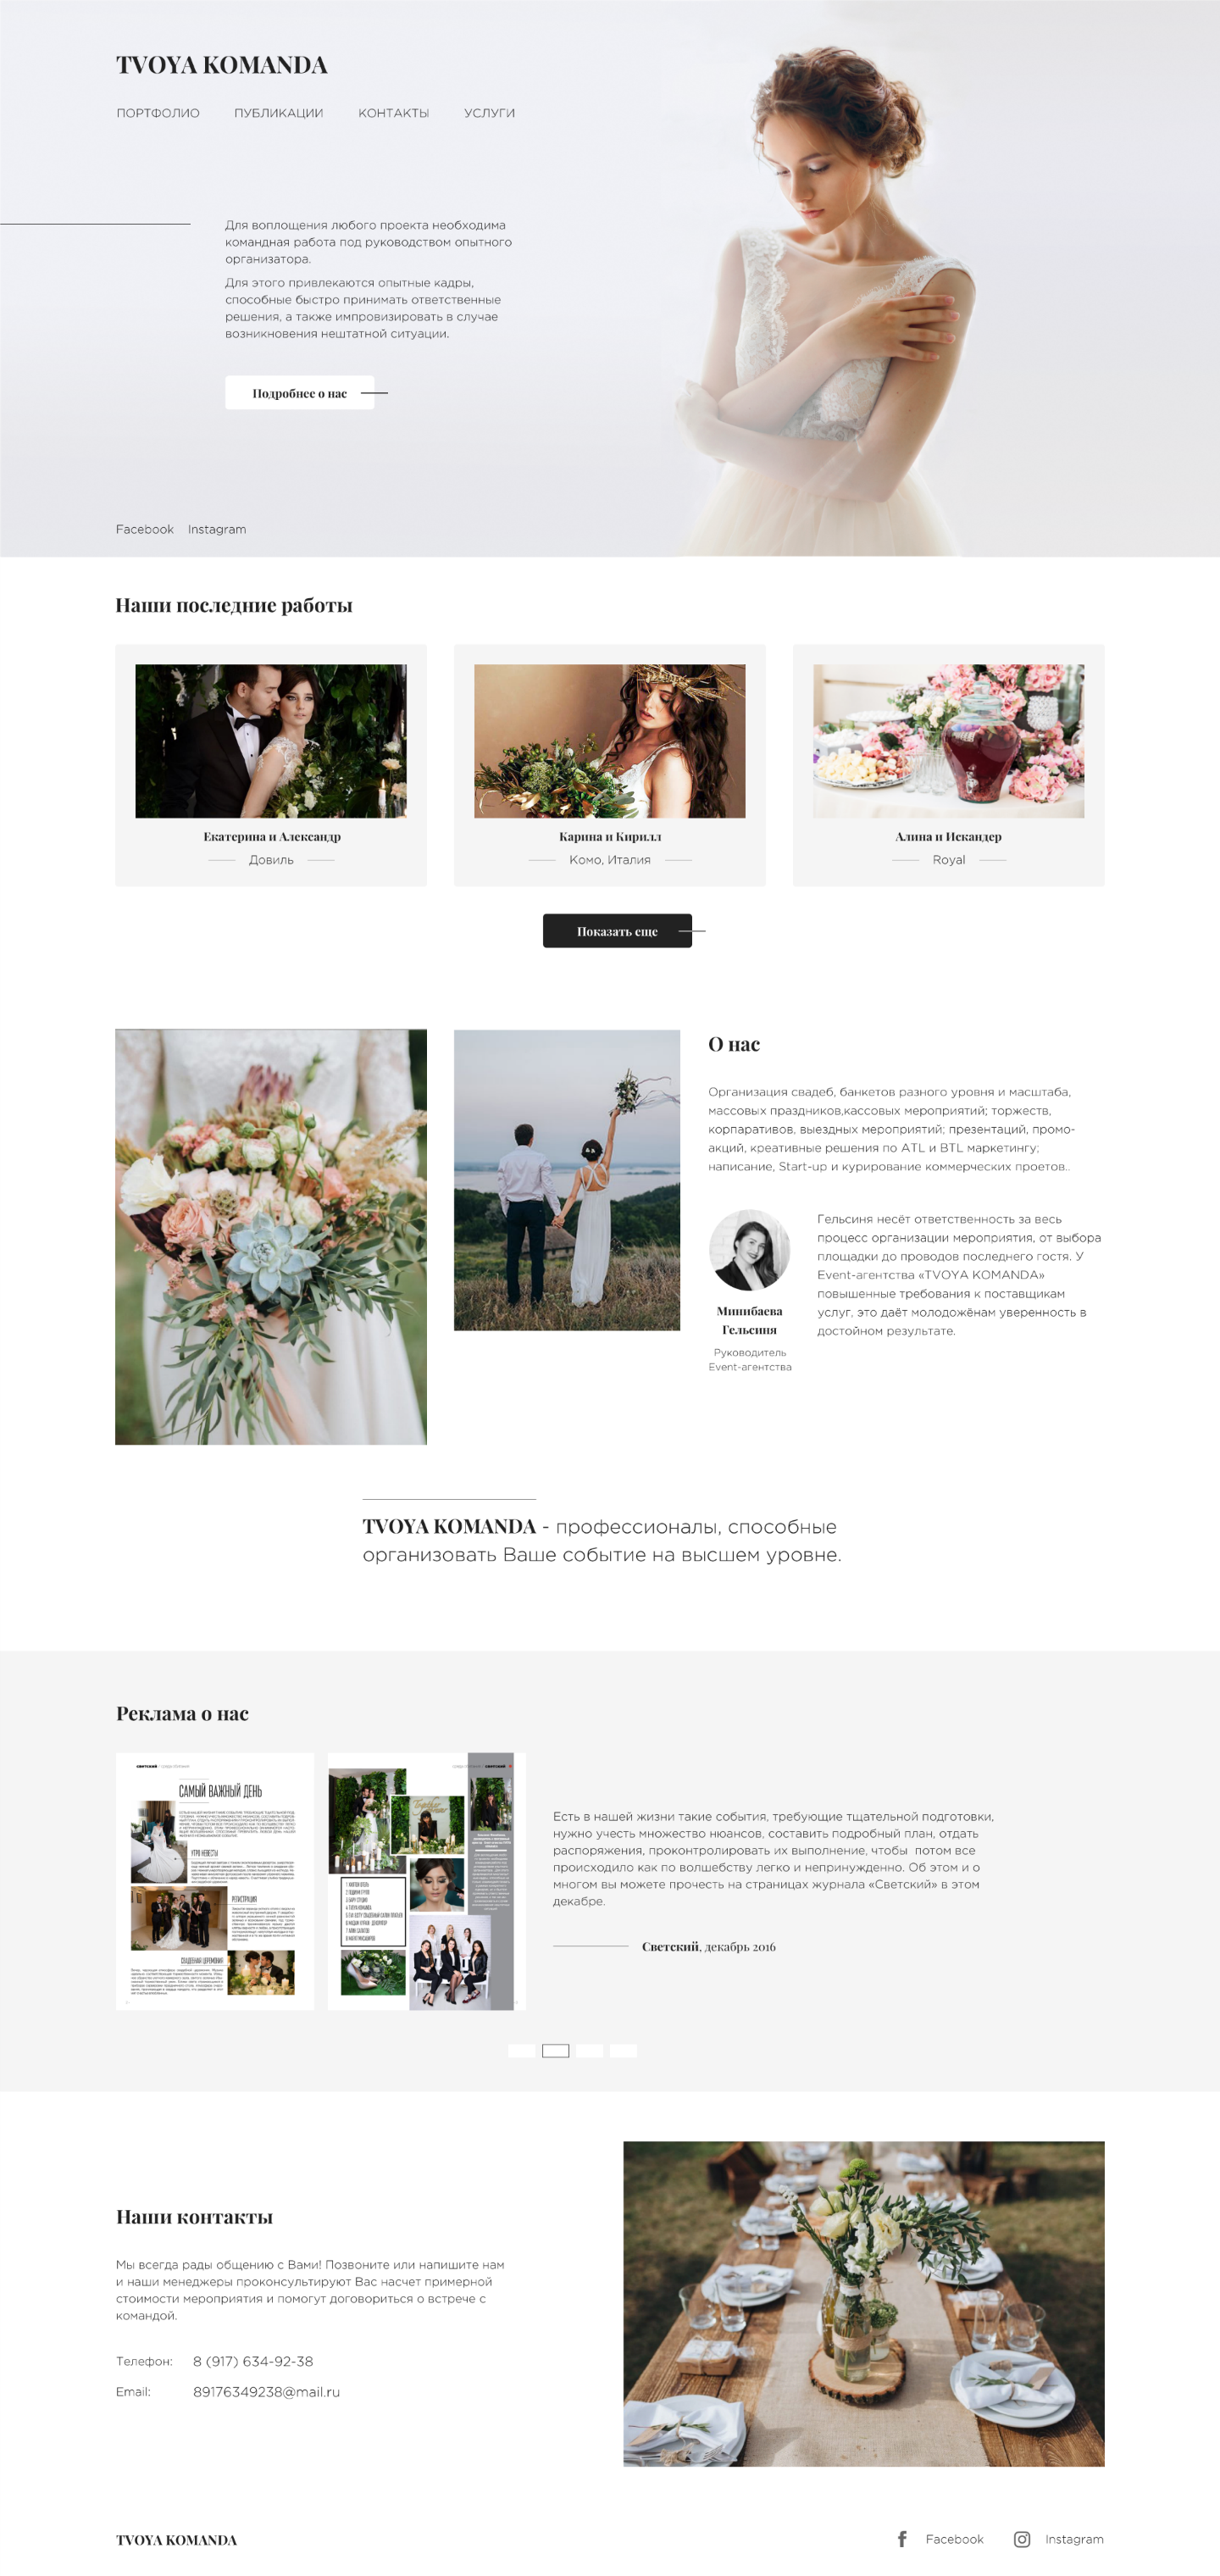 TVOYA KOMANDA
ПОРТФОЛИО ПУБЛИКАЦИИ КОНТАКТЫ УСЛУГИ
Для воплощения любого проекта необходима
командная работа под руководством опытного
организатора.
Для этого привлекаются опытные кадры,
способные быстро принимать ответственные
решения, а также импровизировать в случае
возникновения нештатной ситуации.
Подробнее о нас
Facebook Instagram
Наши последние работы
Екатерина и Александр
Довиль
Карина и Кирилл
Комо, Италия
Алина и Искандер
Royal
Показать еще
О нас
Организация свадеб, банкетов разного уровня и масштаба,
массовых праздников,кассовых мероприятий; торжеств,
корпаративов, выездных мероприятий; презентаций, промо-
акций, креативные решения по ATL и BTL маркетингу;
написание, Start-up и курирование коммерческих проетов..
Гельсиня несёт ответственность за весь
процесс организации мероприятия, от выбора
площадки до проводов последнего гостя. У
Event-агентства «TVOYA KOMANDA»
повышенные требования к поставщикам
услуг, это даёт молодожёнам уверенность в
достойном результате.
Минибаева
Гельсиня
Руководитель
Event-агентства
TVOYA KOMANDA - профессионалы, способные
организовать Ваше событие на высшем уровне.
Реклама о нас
СВЕТСКИЙ
САМЫЙ ВАЖНЫЙ ДЕНЬ
УТРО НЕВЕСТЫ
РЕГИСТРАЦИЯ
СВАДЕБНАЯ ЦЕРЕМОНИЯ
СВЕТСКИЙ
Есть в нашей жизни такие события, требующие тщательной подготовки,
нужно учесть множество нюансов, составить подробный план, отдать
распоряжения, проконтролировать их выполнение, чтобы потом все
происходило как по волшебству легко и непринужденно. Об этом и о
многом вы можете прочесть на страницах журнала «Светский» в этом
декабре.
Светский, декабрь 2016
Наши контакты
Мы всегда рады общению с Вами! Позвоните или напишите нам
и наши менеджеры проконсультируют Вас насчет примерной
стоимости мероприятия и помогут договориться о встрече с
командой.
Телефон: 8 (917) 634-92-38
Email: 89176349238@mail.ru
TVOYA KOMANDA
Facebook Instagram